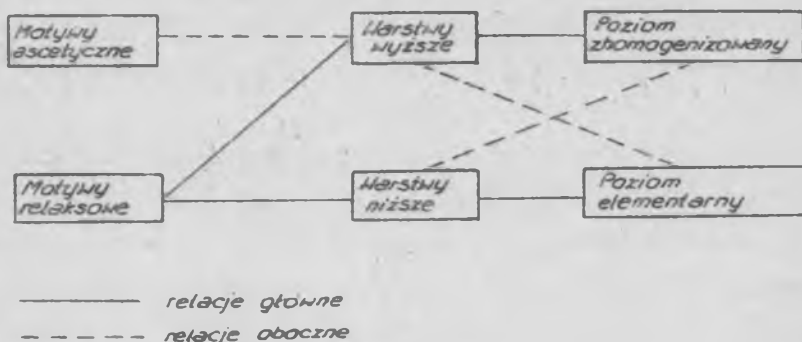 Motywy
ascetyczne
Warstwy
wyższe
Poziom
zhomogenizowany
Motywy
relaksowe
Warstwy
niższe
Poziom
elementarny
relacje główne
relacje oboczne